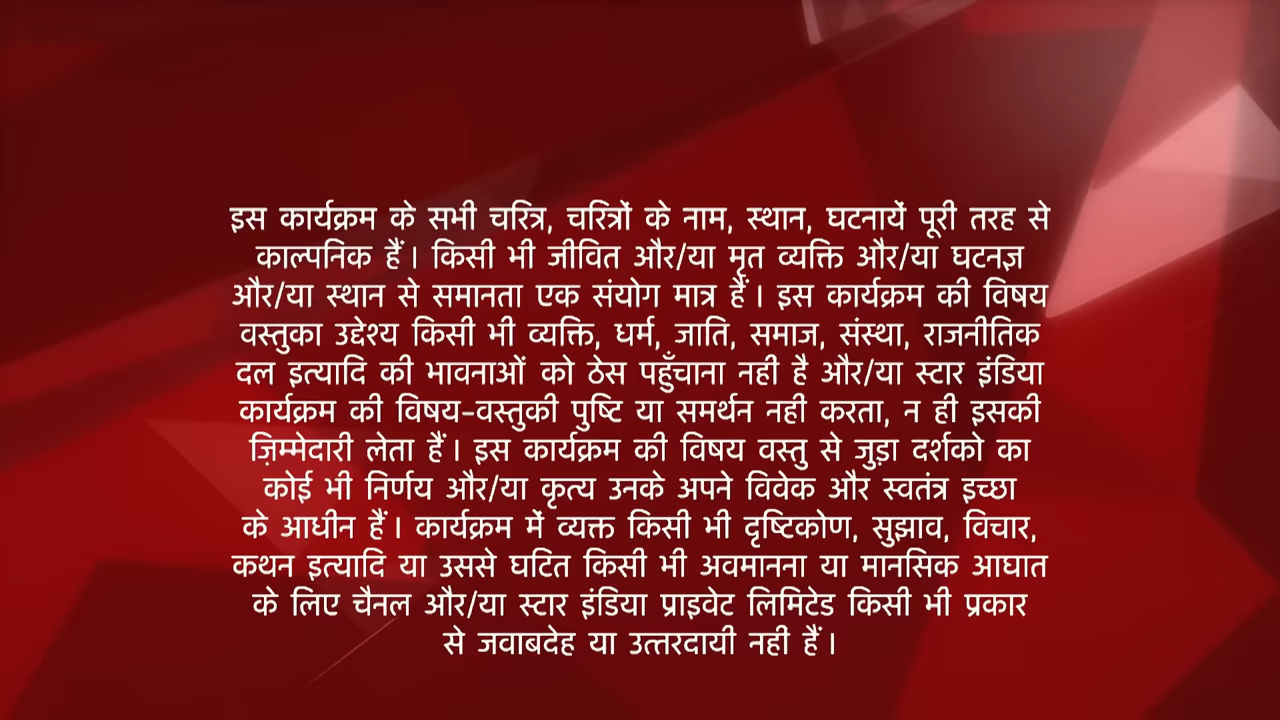 इस कार्यक्रम के सभी चरित्र, चरित्रों के नाम, स्थान, घटनायें पूरी तरह से
काल्पनिक हैं। किसी भी जीवित और/या मृत व्यक्ति और/या घटनज्ञ
और/या स्थान से समानता एक संयोग मात्र हैं। इस कार्यक्रम की विषय
वस्तुका उद्देश्य किसी भी व्यक्ति, धर्म, जाति, समाज, संस्था, राजनीतिक
दल इत्यादि की भावनाओं को ठेस पहुँचाना नही है और/या स्टार इंडिया
कार्यक्रम की विषय-वस्तुकी पुष्टि या समर्थन नही करता, न ही इसकी
ज़िम्मेदारी लेता हैं। इस कार्यक्रम की विषय वस्तु से जुड़ा दर्शको का
कोई भी निर्णय और/या कृत्य उनके अपने विवेक और स्वतंत्र इच्छा
के आधीन हैं। कार्यक्रम में व्यक्त किसी भी दृष्टिकोण, सुझाव, विचार,
कथन इत्यादि या उससे घटित किसी भी अवमानना या मानसिक आघात
के लिए चैनल और/या स्टार इंडिया प्राइवेट लिमिटेड किसी भी प्रकार
से जवाबदेह या उत्तरदायी नही हैं।